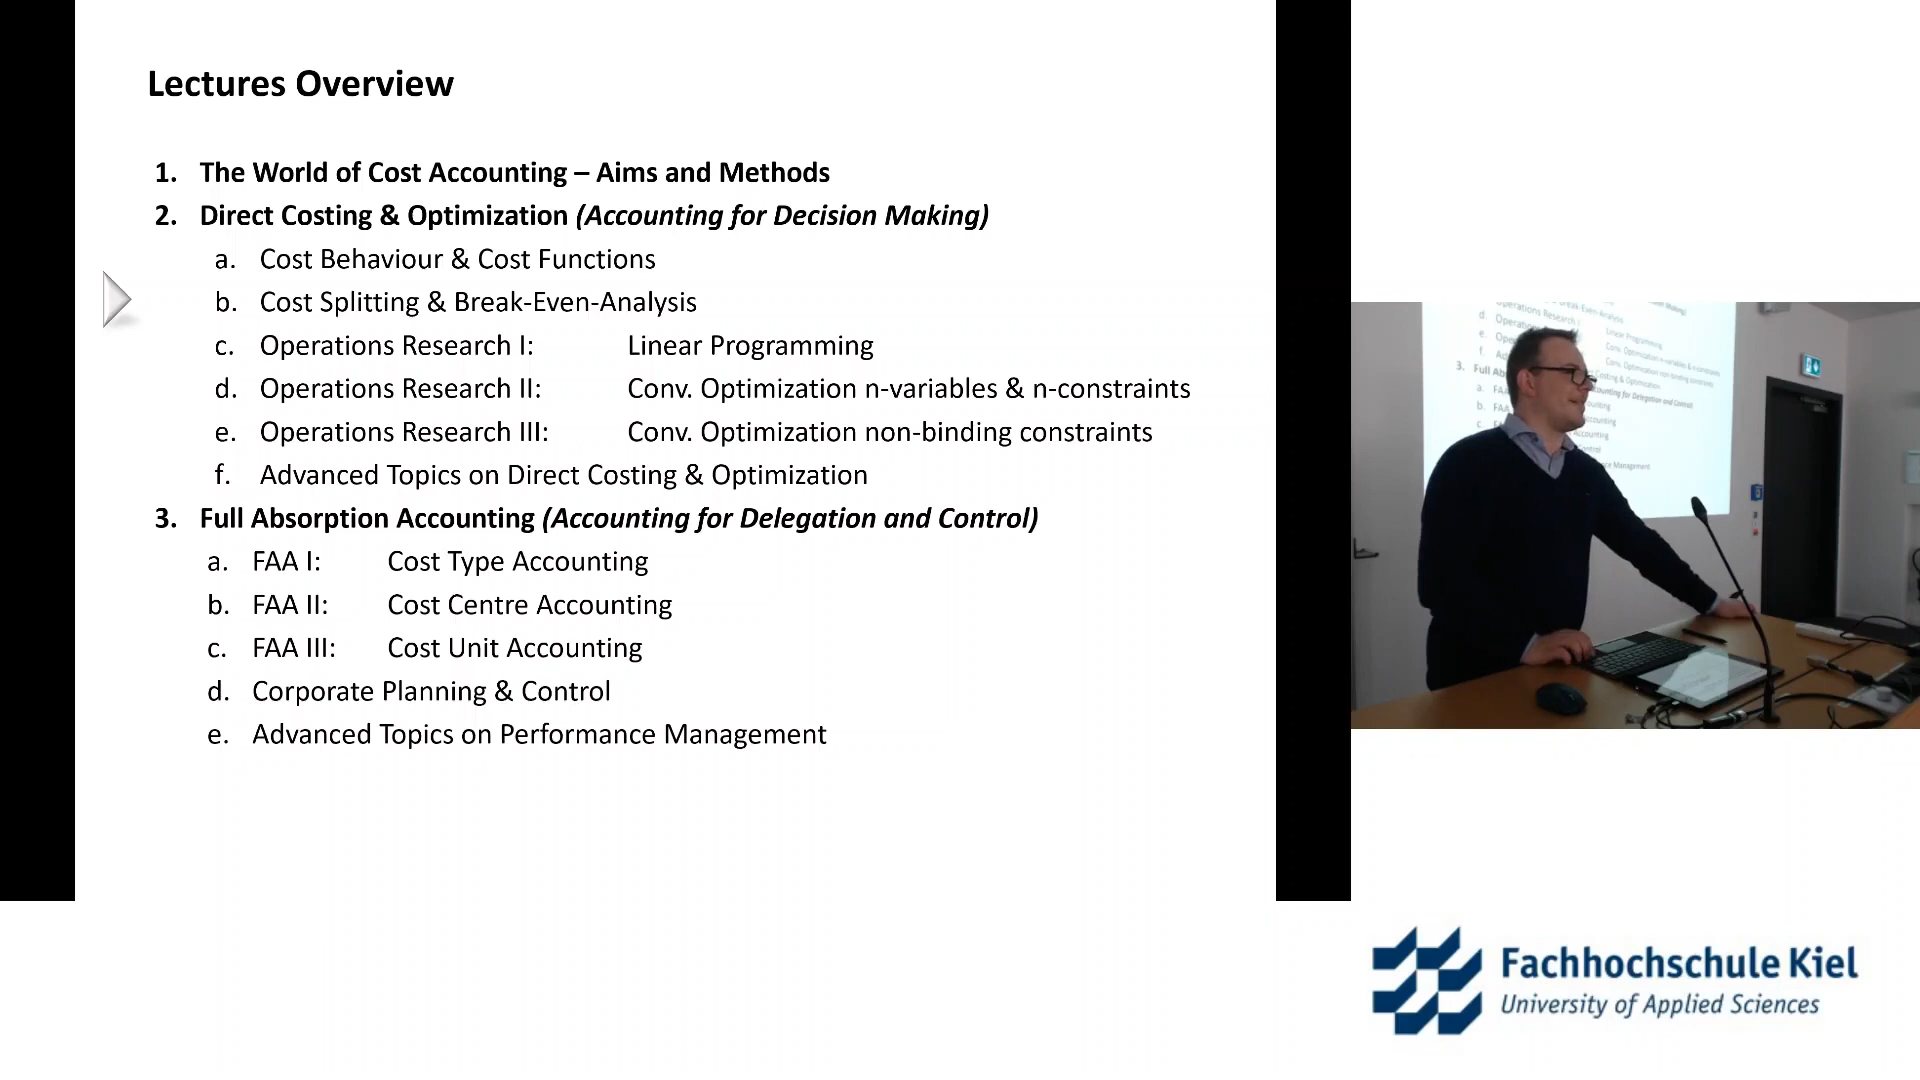 Lectures Overview
1. The World of Cost Accounting – Aims and Methods
2. Direct Costing & Optimization (Accounting for Decision Making)
a. Cost Behaviour & Cost Functions
b. Cost Splitting & Break-Even-Analysis
c. Operations Research I: Linear Programming
d. Operations Research II: Conv. Optimization n-variables & n-constraints
e. Operations Research III: Conv. Optimization non-binding constraints
f. Advanced Topics on Direct Costing & Optimization
3. Full Absorption Accounting (Accounting for Delegation and Control)
a. FAA I: Cost Type Accounting
b. FAA II: Cost Centre Accounting
c. FAA III: Cost Unit Accounting
d. Corporate Planning & Control
e. Advanced Topics on Performance Management
Fachhochschule Kiel
University of Applied Sciences